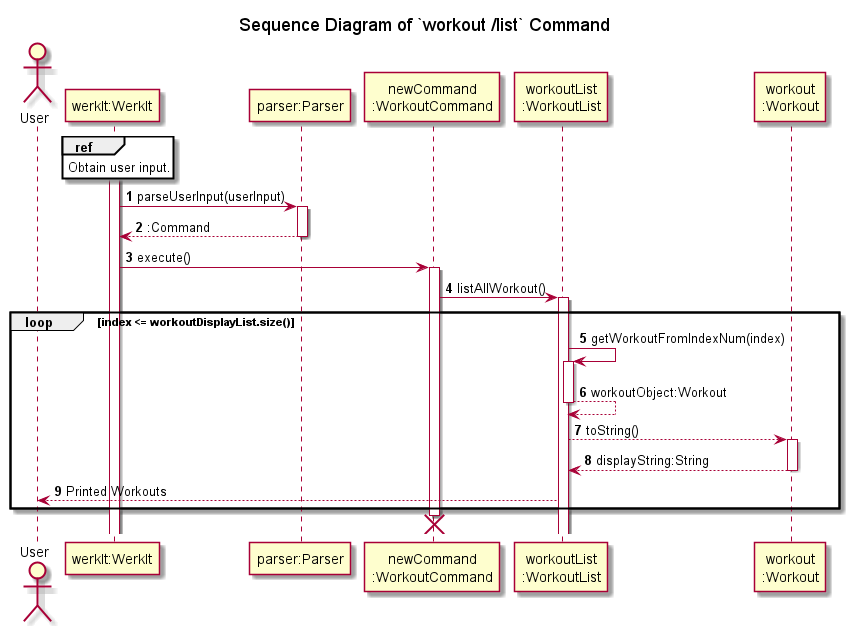 Sequence Diagram of `workout /list` Command
User
werkIt:WerkIt
parser:Parser
newCommand
:WorkoutCommand
workoutList
:WorkoutList
workout
:Workout
ref
Obtain user input.
1 parseUserInput(userInput)
2 :Command
3 execute()
4 listAllWorkout()
loop
[index <= workoutDisplayList.size()]
5 getWorkoutFromIndexNum(index)
6 workoutObject:Workout
7 toString()
8 displayString:String
9 Printed Workouts
User
werkIt:WerkIt
parser:Parser
newCommand
:WorkoutCommand
workoutList
:WorkoutList
workout
:Workout